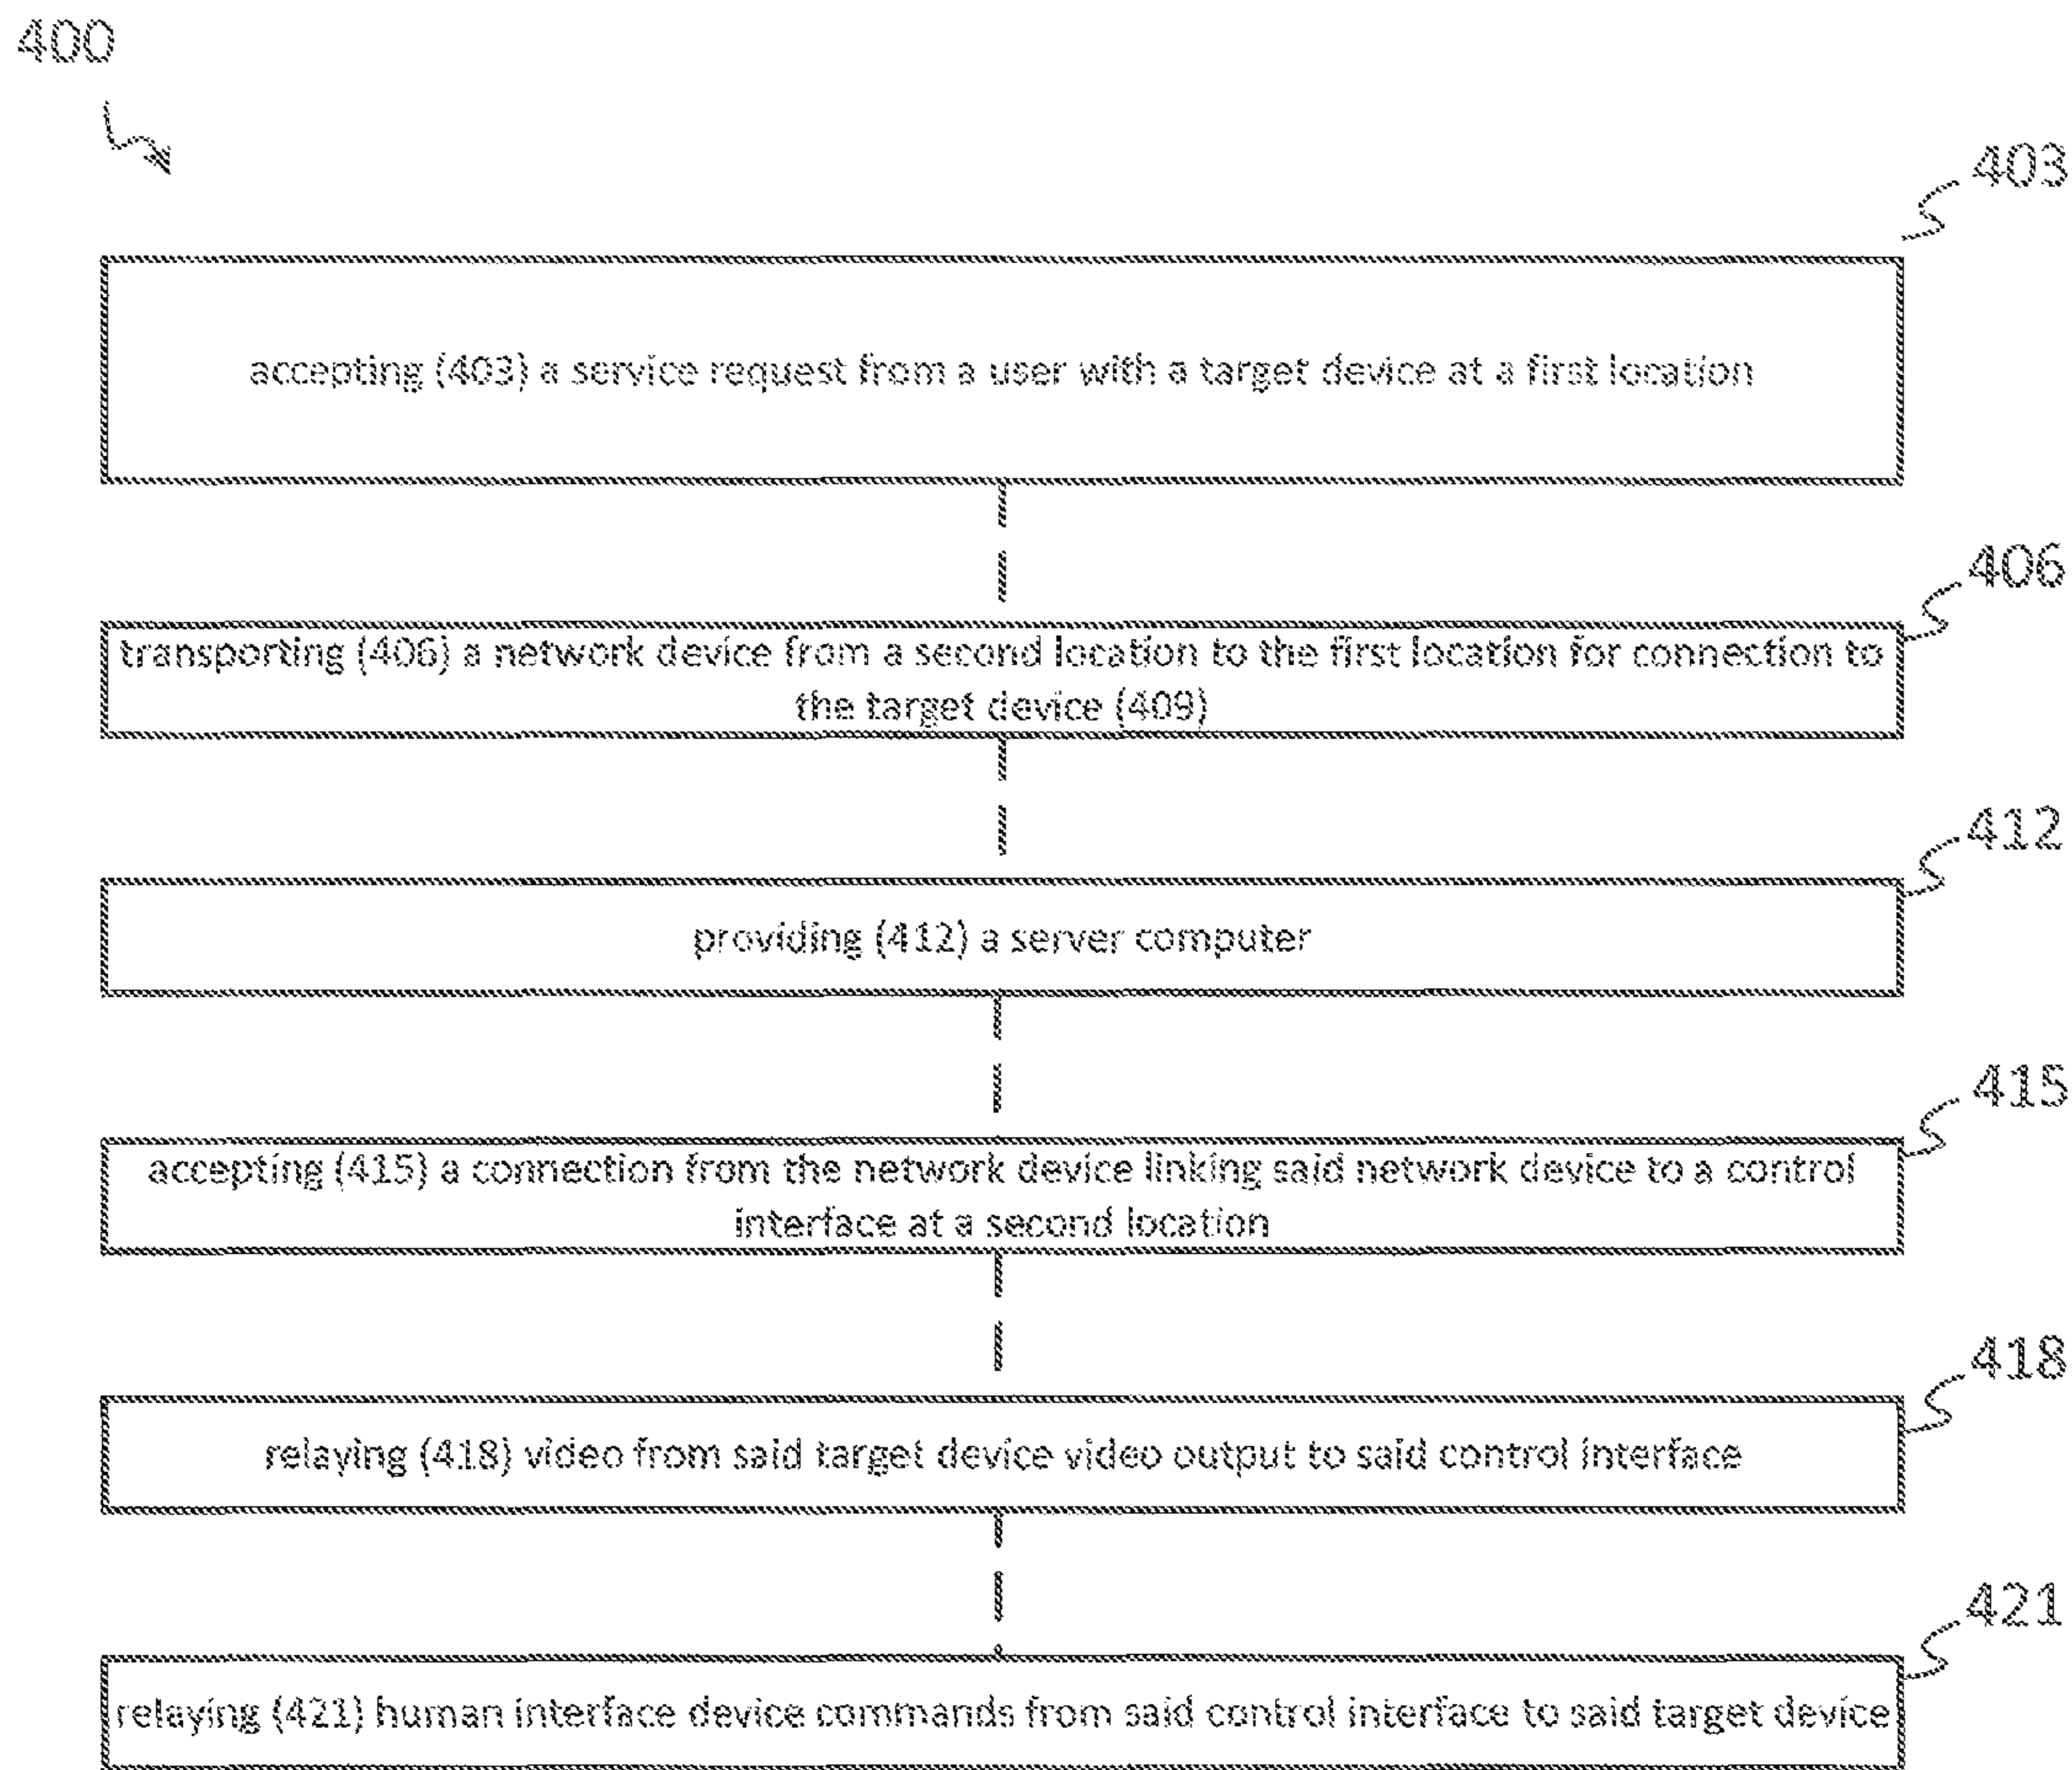 400
403
accepting (403) a service request from a user with a target device at a first location
406
transporting (406) a network device from a second location to the first location for connection to
the target device (409)
412
providing (412) a server computer
415
accepting (415) a connection from the network device linking said network device to a control
interface at a second location
418
relaying (418) video from said target device video output to said control interface
421
relaying (421) human interface device commands from said control interface to said target device